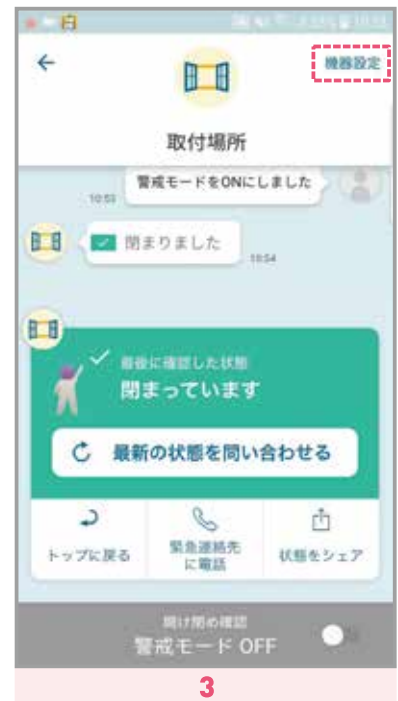 機器設定
取付場所
警戒モードをONにしました
10:53
閉まりました
10:54
最後に確認した状態
閉まっています
最新の状態を問い合わせる
トップに戻る
緊急連絡先
に電話
状態をシェア
開け閉め確認
警戒モード OFF
3